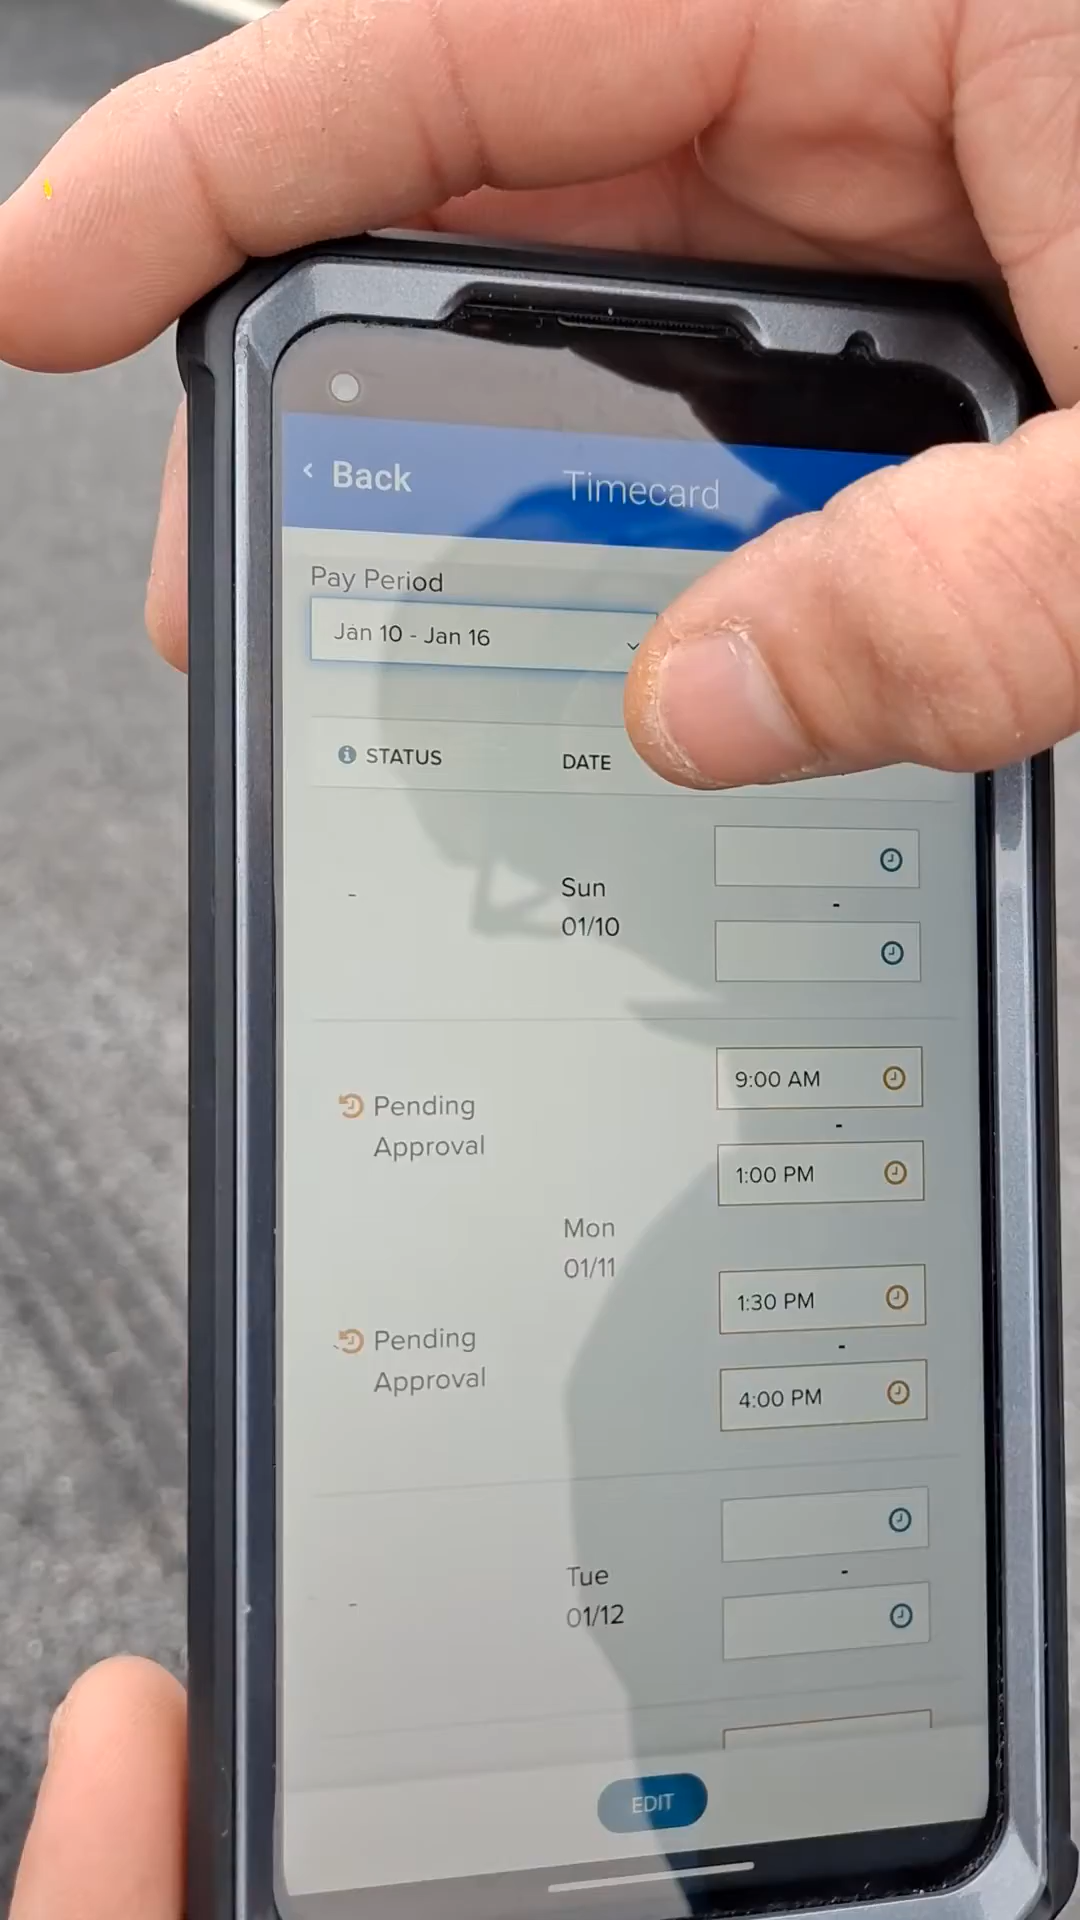 Back
Timecard
Pay Period
Jan 10 - Jan 16
STATUS
DATE
-
Sun
01/10
-
Pending
Approval
9:00 AM
-
1:00 PM
Mon
01/11
Pending
Approval
1:30 PM
-
4:00 PM
-
Tue
01/12
-
EDIT